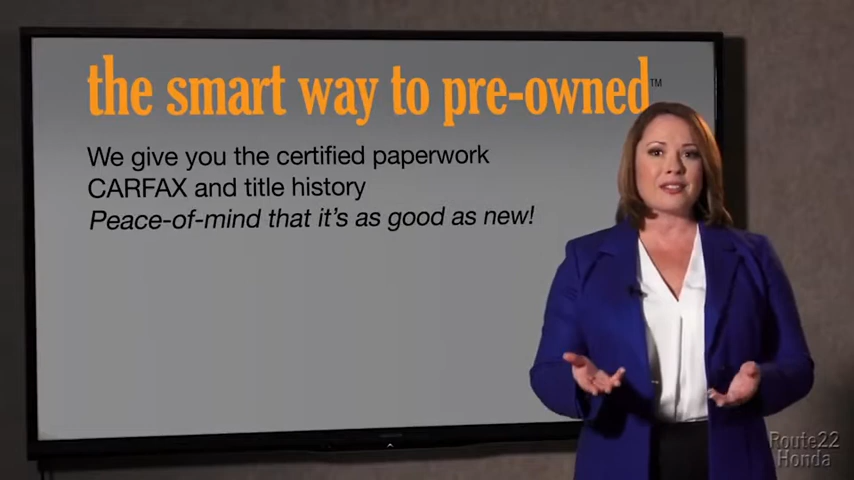 the smart way to pre-owned™
We give you the certified paperwork
CARFAX and title history
Peace-of-mind that it's as good as new!
Route22
Honda